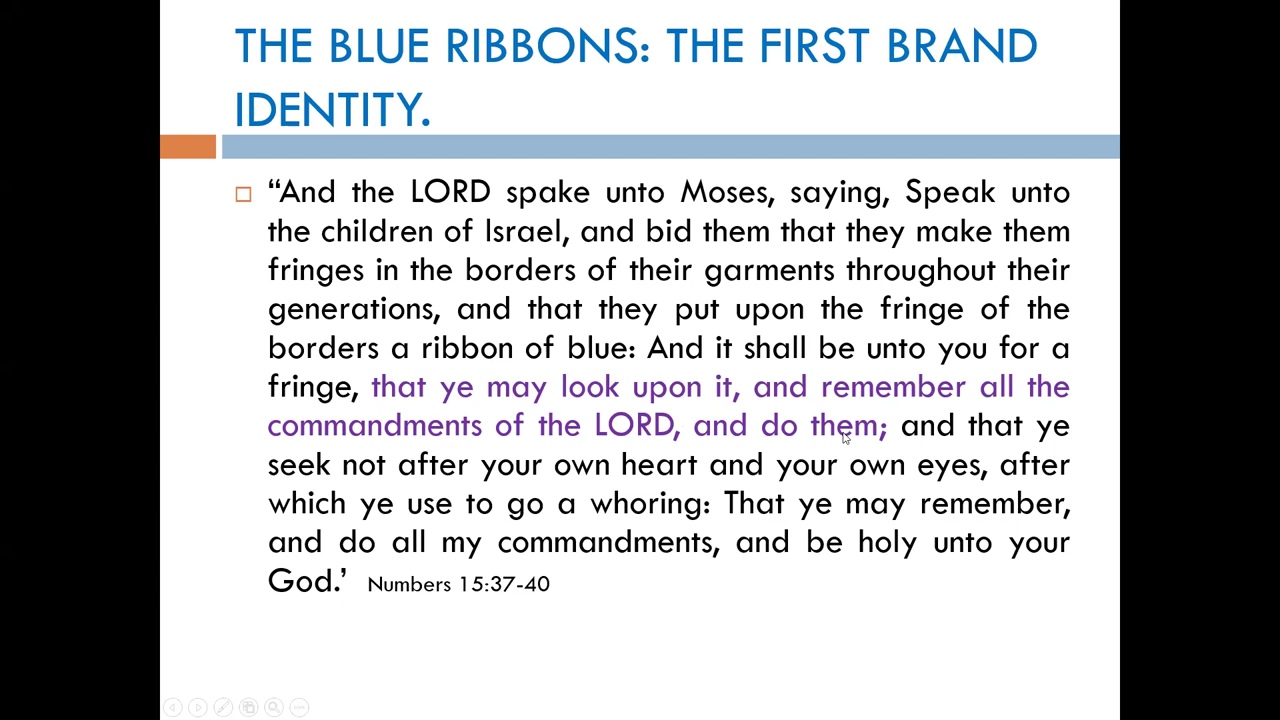 THE BLUE RIBBONS: THE FIRST BRAND
IDENTITY.
“And the LORD spake unto Moses, saying, Speak unto
the children of Israel, and bid them that they make them
fringes in the borders of their garments throughout their
generations, and that they put upon the fringe of the
borders a ribbon of blue: And it shall be unto you for a
fringe, that ye may look upon it, and remember all the
commandments of the LORD, and do them; and that ye
seek not after your own heart and your own eyes, after
which ye use to go a whoring: That ye may remember,
and do all my commandments, and be holy unto your
God.’ Numbers 15:37-40